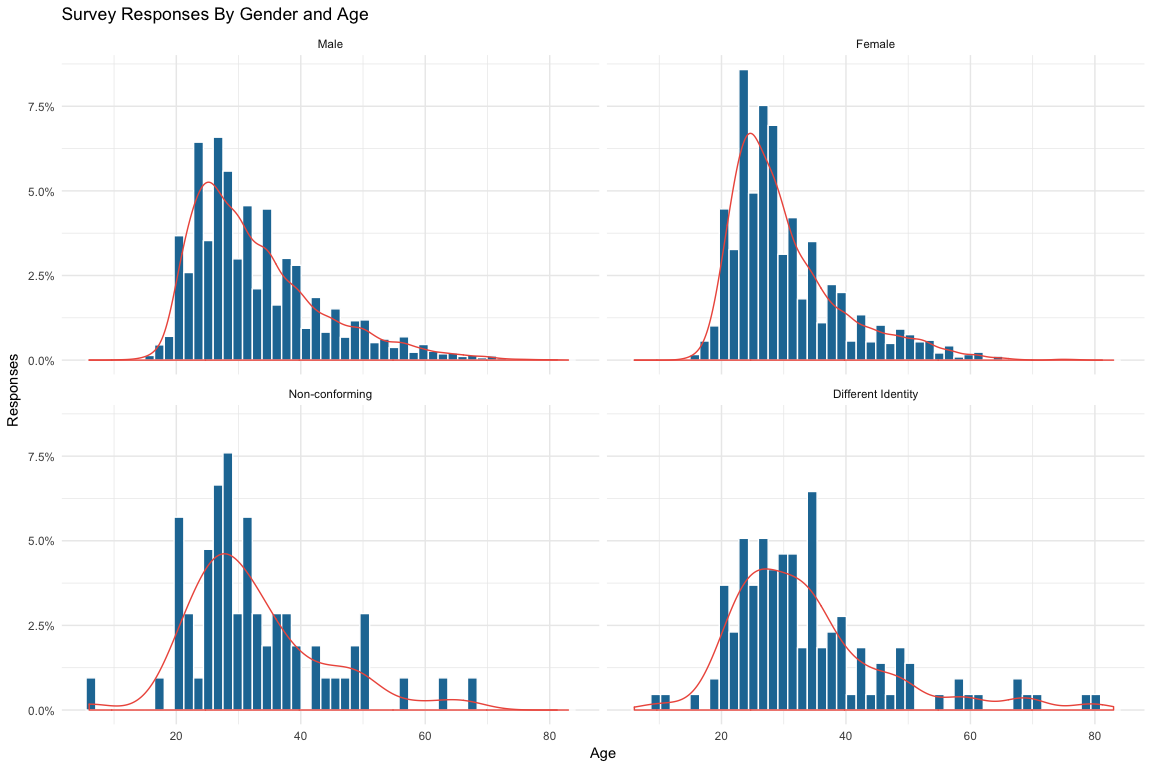 Survey Responses By Gender and Age
Male
Female
7.5%
5.0%
2.5%
0.0%
Non-conforming
Different Identity
7.5%
5.0%
2.5%
0.0%
Responses
20 40 60 80
20 40 60 80
Age